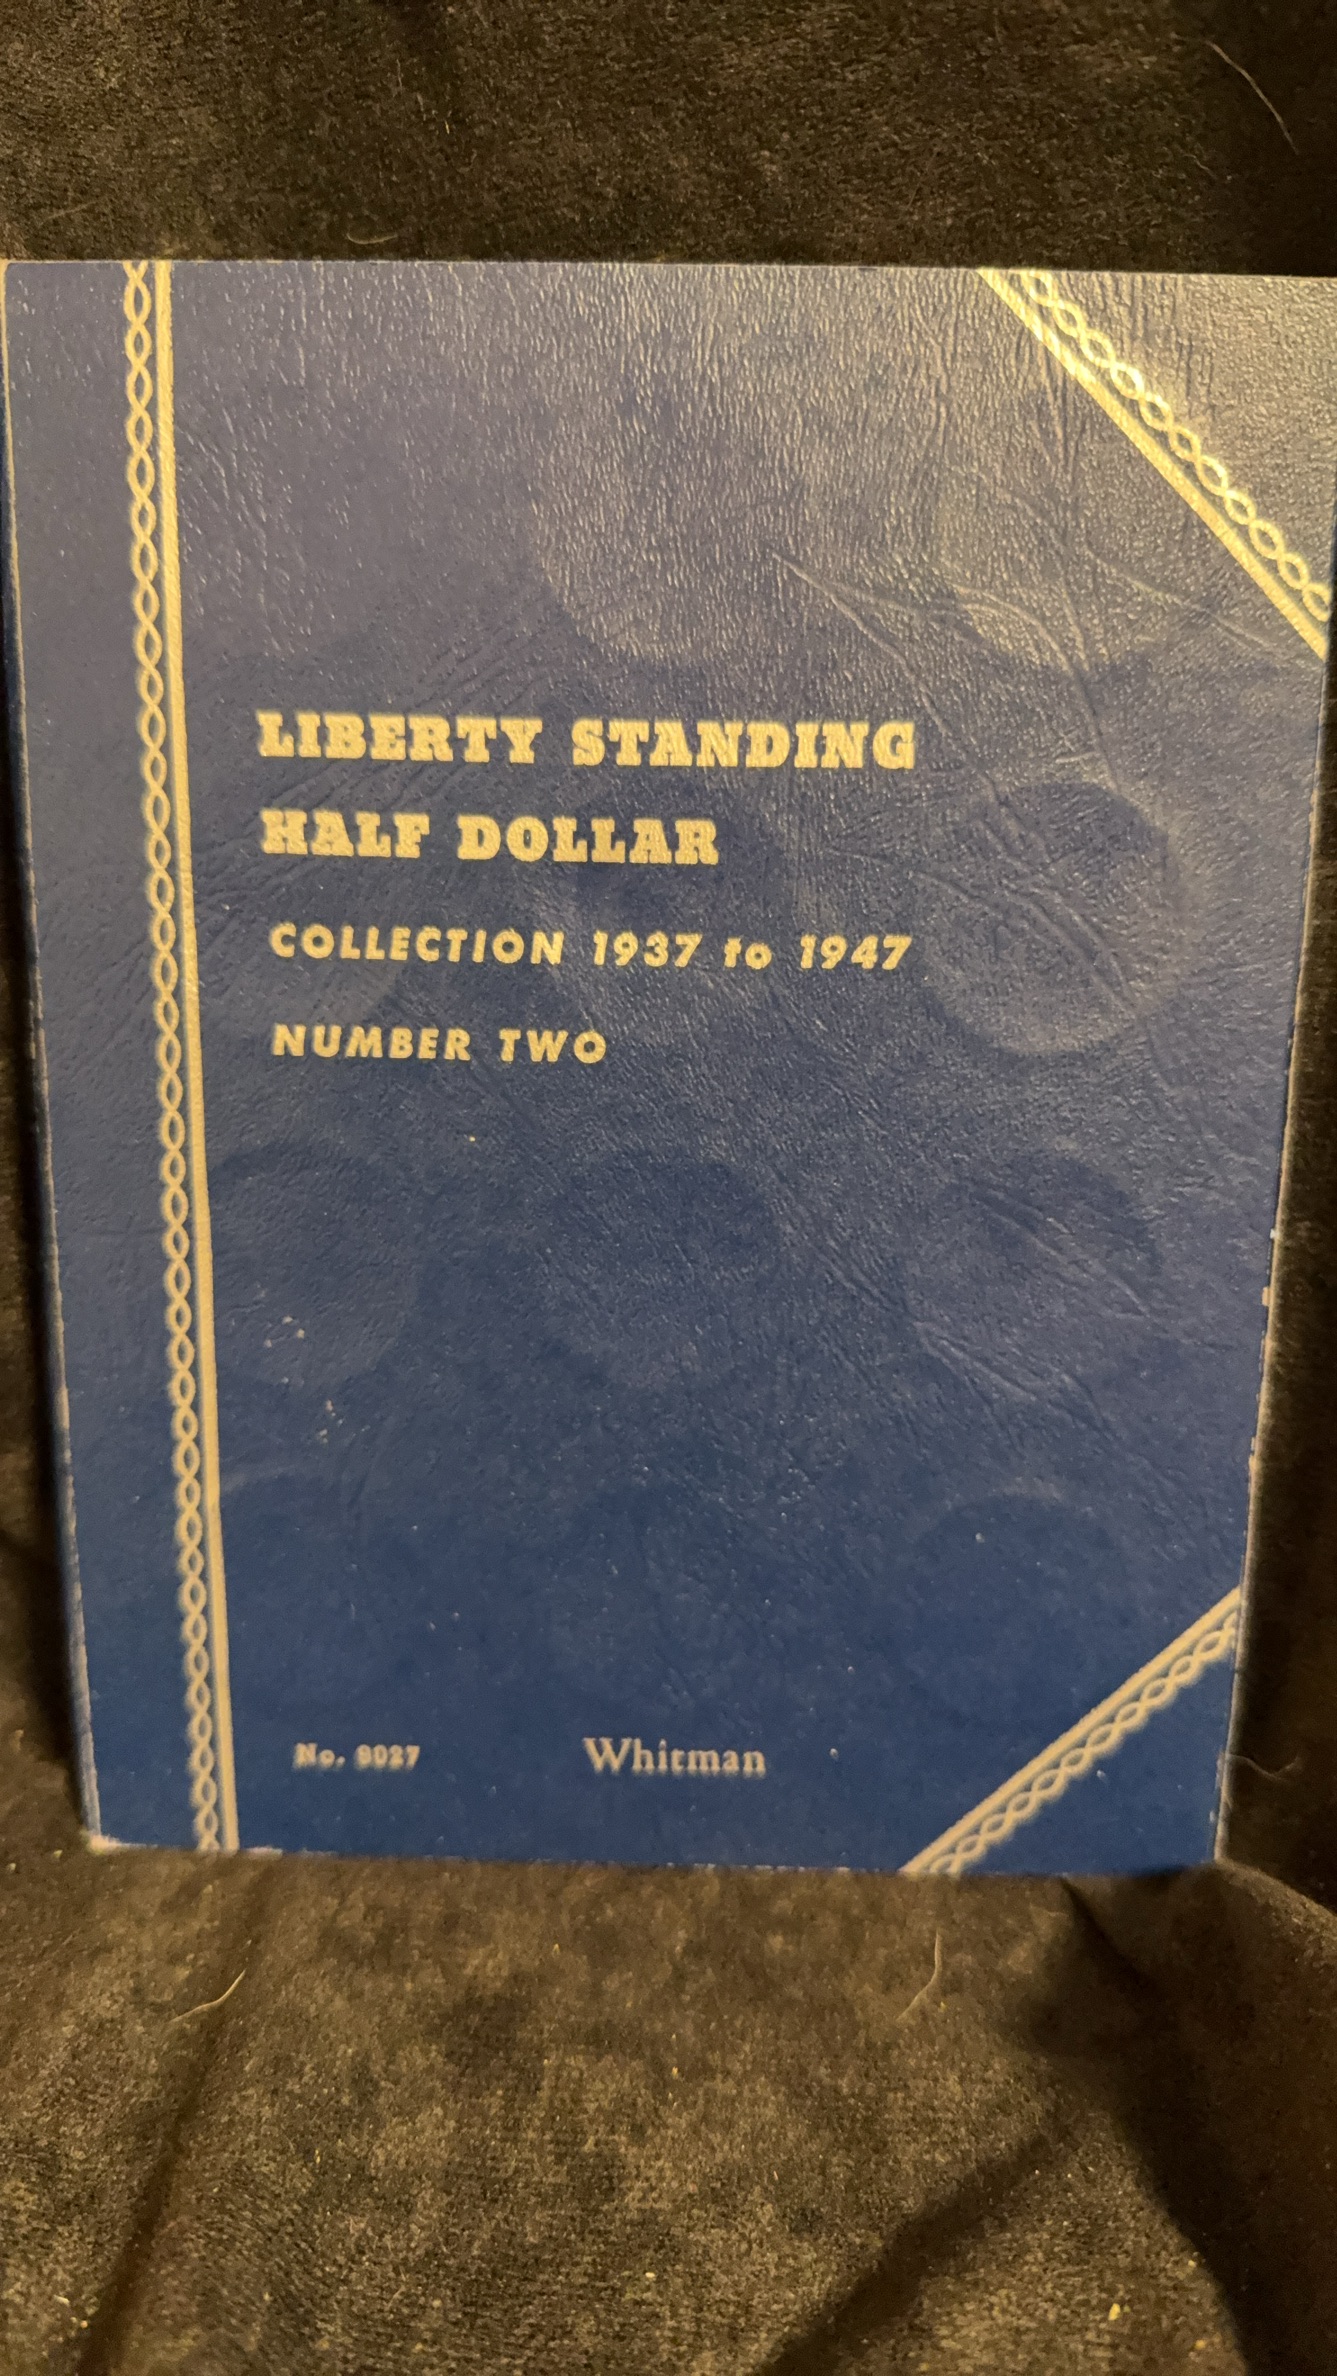 LIBERTY STANDING
HALF DOLLAR
COLLECTION 1937 to 1947
NUMBER TWO
No. 9027 Whitman